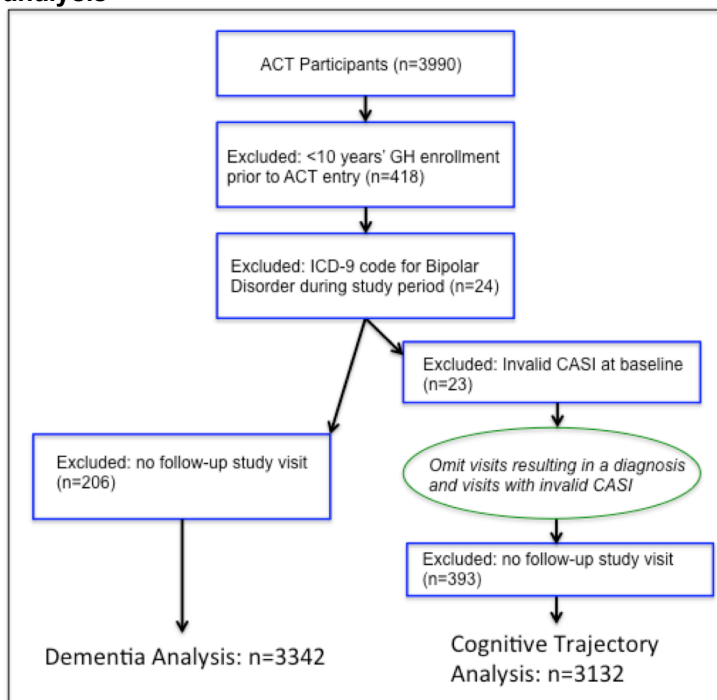 analysis
ACT Participants (n=3990)
Excluded: <10 years' GH enrollment
prior to ACT entry (n=418)
Excluded: ICD-9 code for Bipolar
Disorder during study period (n=24)
Excluded: Invalid CASI at baseline
(n=23)
Excluded: no follow-up study visit
(n=206)
Omit visits resulting in a diagnosis
and visits with invalid CASI
Excluded: no follow-up study visit
(n=393)
Dementia Analysis: n=3342
Cognitive Trajectory
Analysis: n=3132